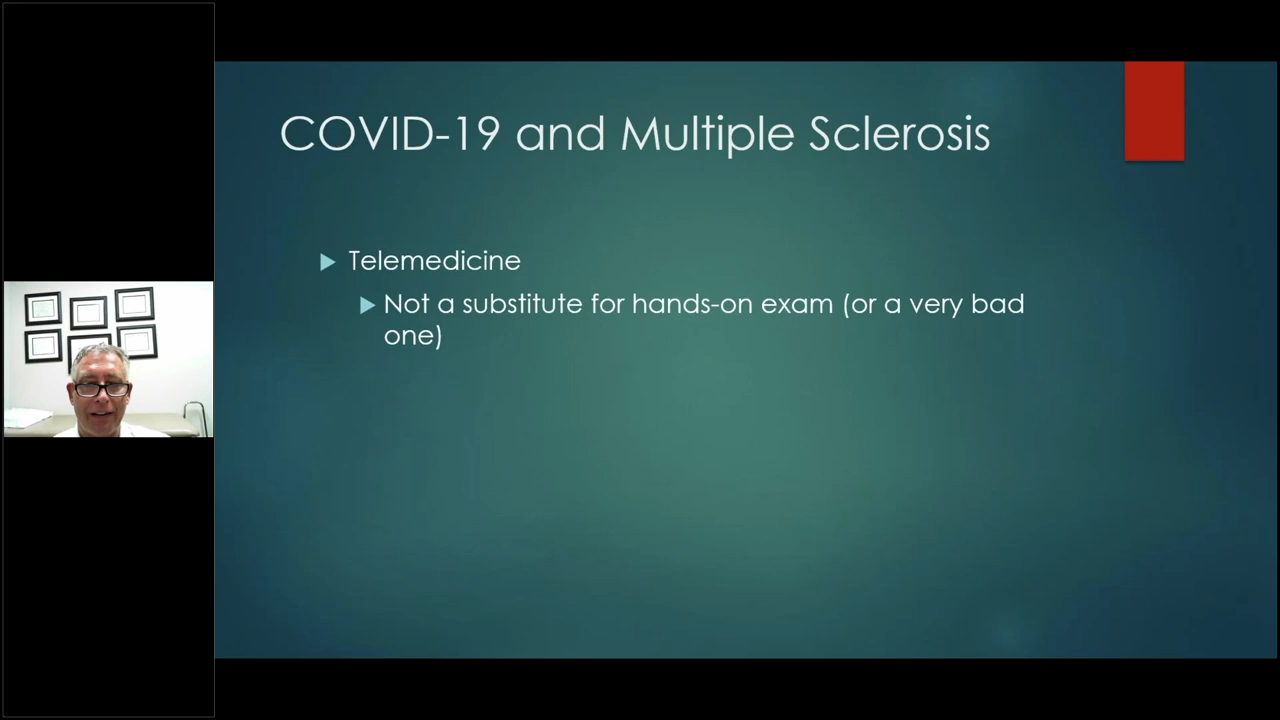 COVID-19 and Multiple Sclerosis
Telemedicine
Not a substitute for hands-on exam (or a very bad
one)